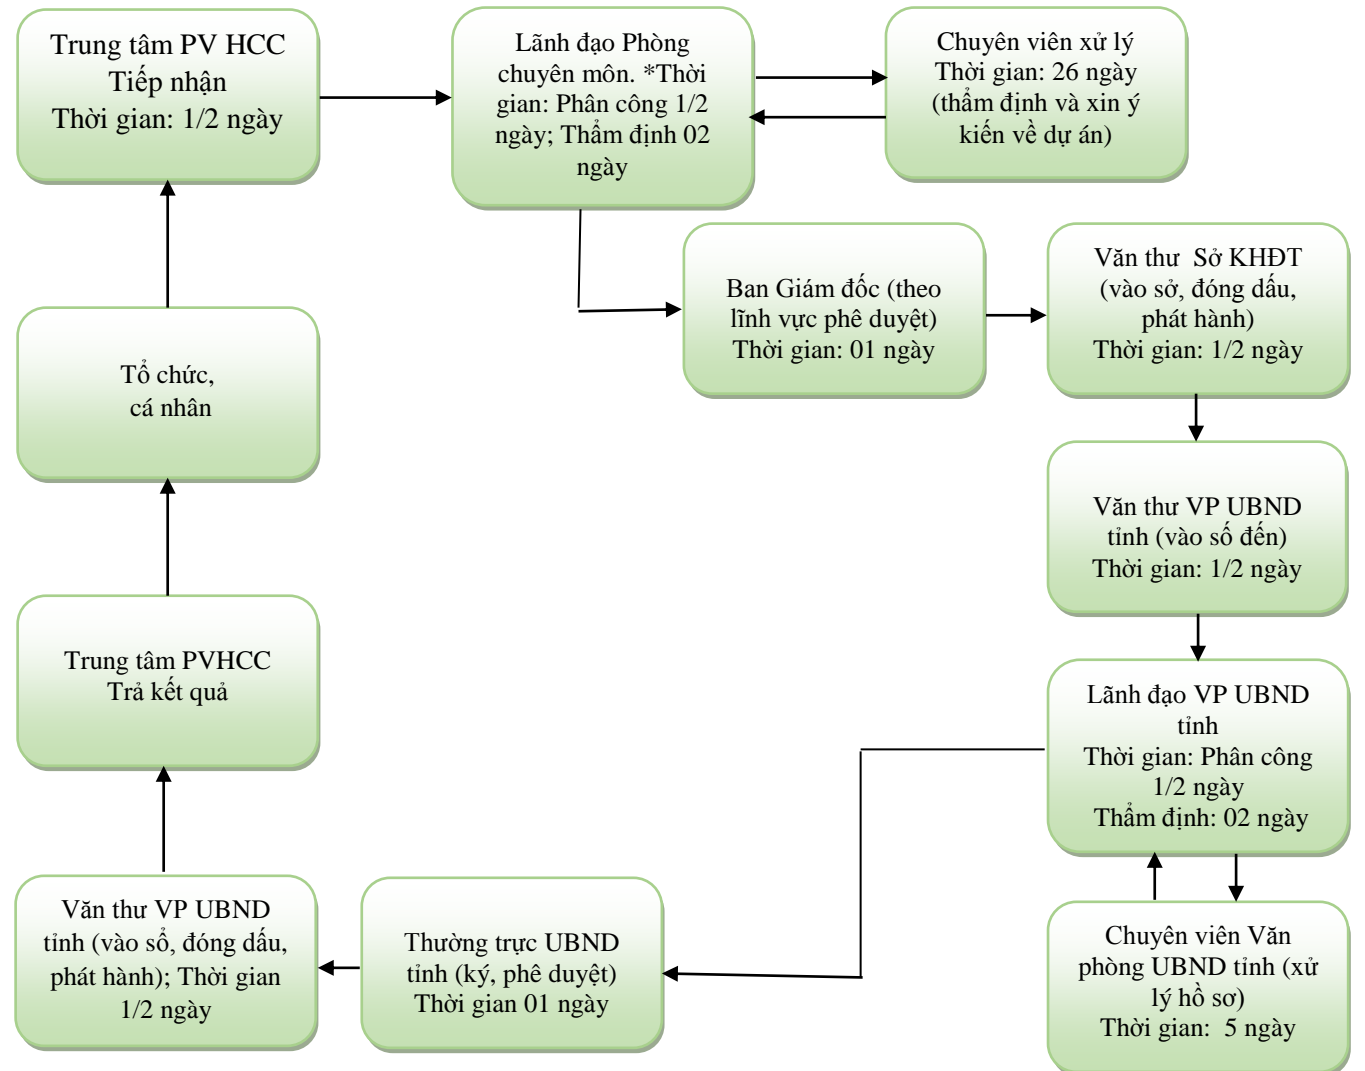 Trung tâm PV HCC
Tiếp nhận
Thời gian: 1/2 ngày
Lãnh đạo Phòng
chuyên môn. *Thời
gian: Phân công 1/2
ngày; Thẩm định 02
ngày
Chuyên viên xử lý
Thời gian: 26 ngày
(thẩm định và xin ý
kiến về dự án)
Ban Giám đốc (theo
lĩnh vực phê duyệt)
Thời gian: 01 ngày
Văn thư Sở KHĐT
(vào sở, đóng dấu,
phát hành)
Thời gian: 1/2 ngày
Tổ chức,
cá nhân
Văn thư VP UBND
tỉnh (vào số đến)
Thời gian: 1/2 ngày
Trung tâm PVHCC
Trả kết quả
Lãnh đạo VP UBND
tỉnh
Thời gian: Phân công
1/2 ngày
Thẩm định: 02 ngày
Văn thư VP UBND
tỉnh (vào sổ, đóng dấu,
phát hành); Thời gian
1/2 ngày
Thường trực UBND
tỉnh (ký, phê duyệt)
Thời gian 01 ngày
Chuyên viên Văn
phòng UBND tỉnh (xử
lý hồ sơ)
Thời gian: 5 ngày